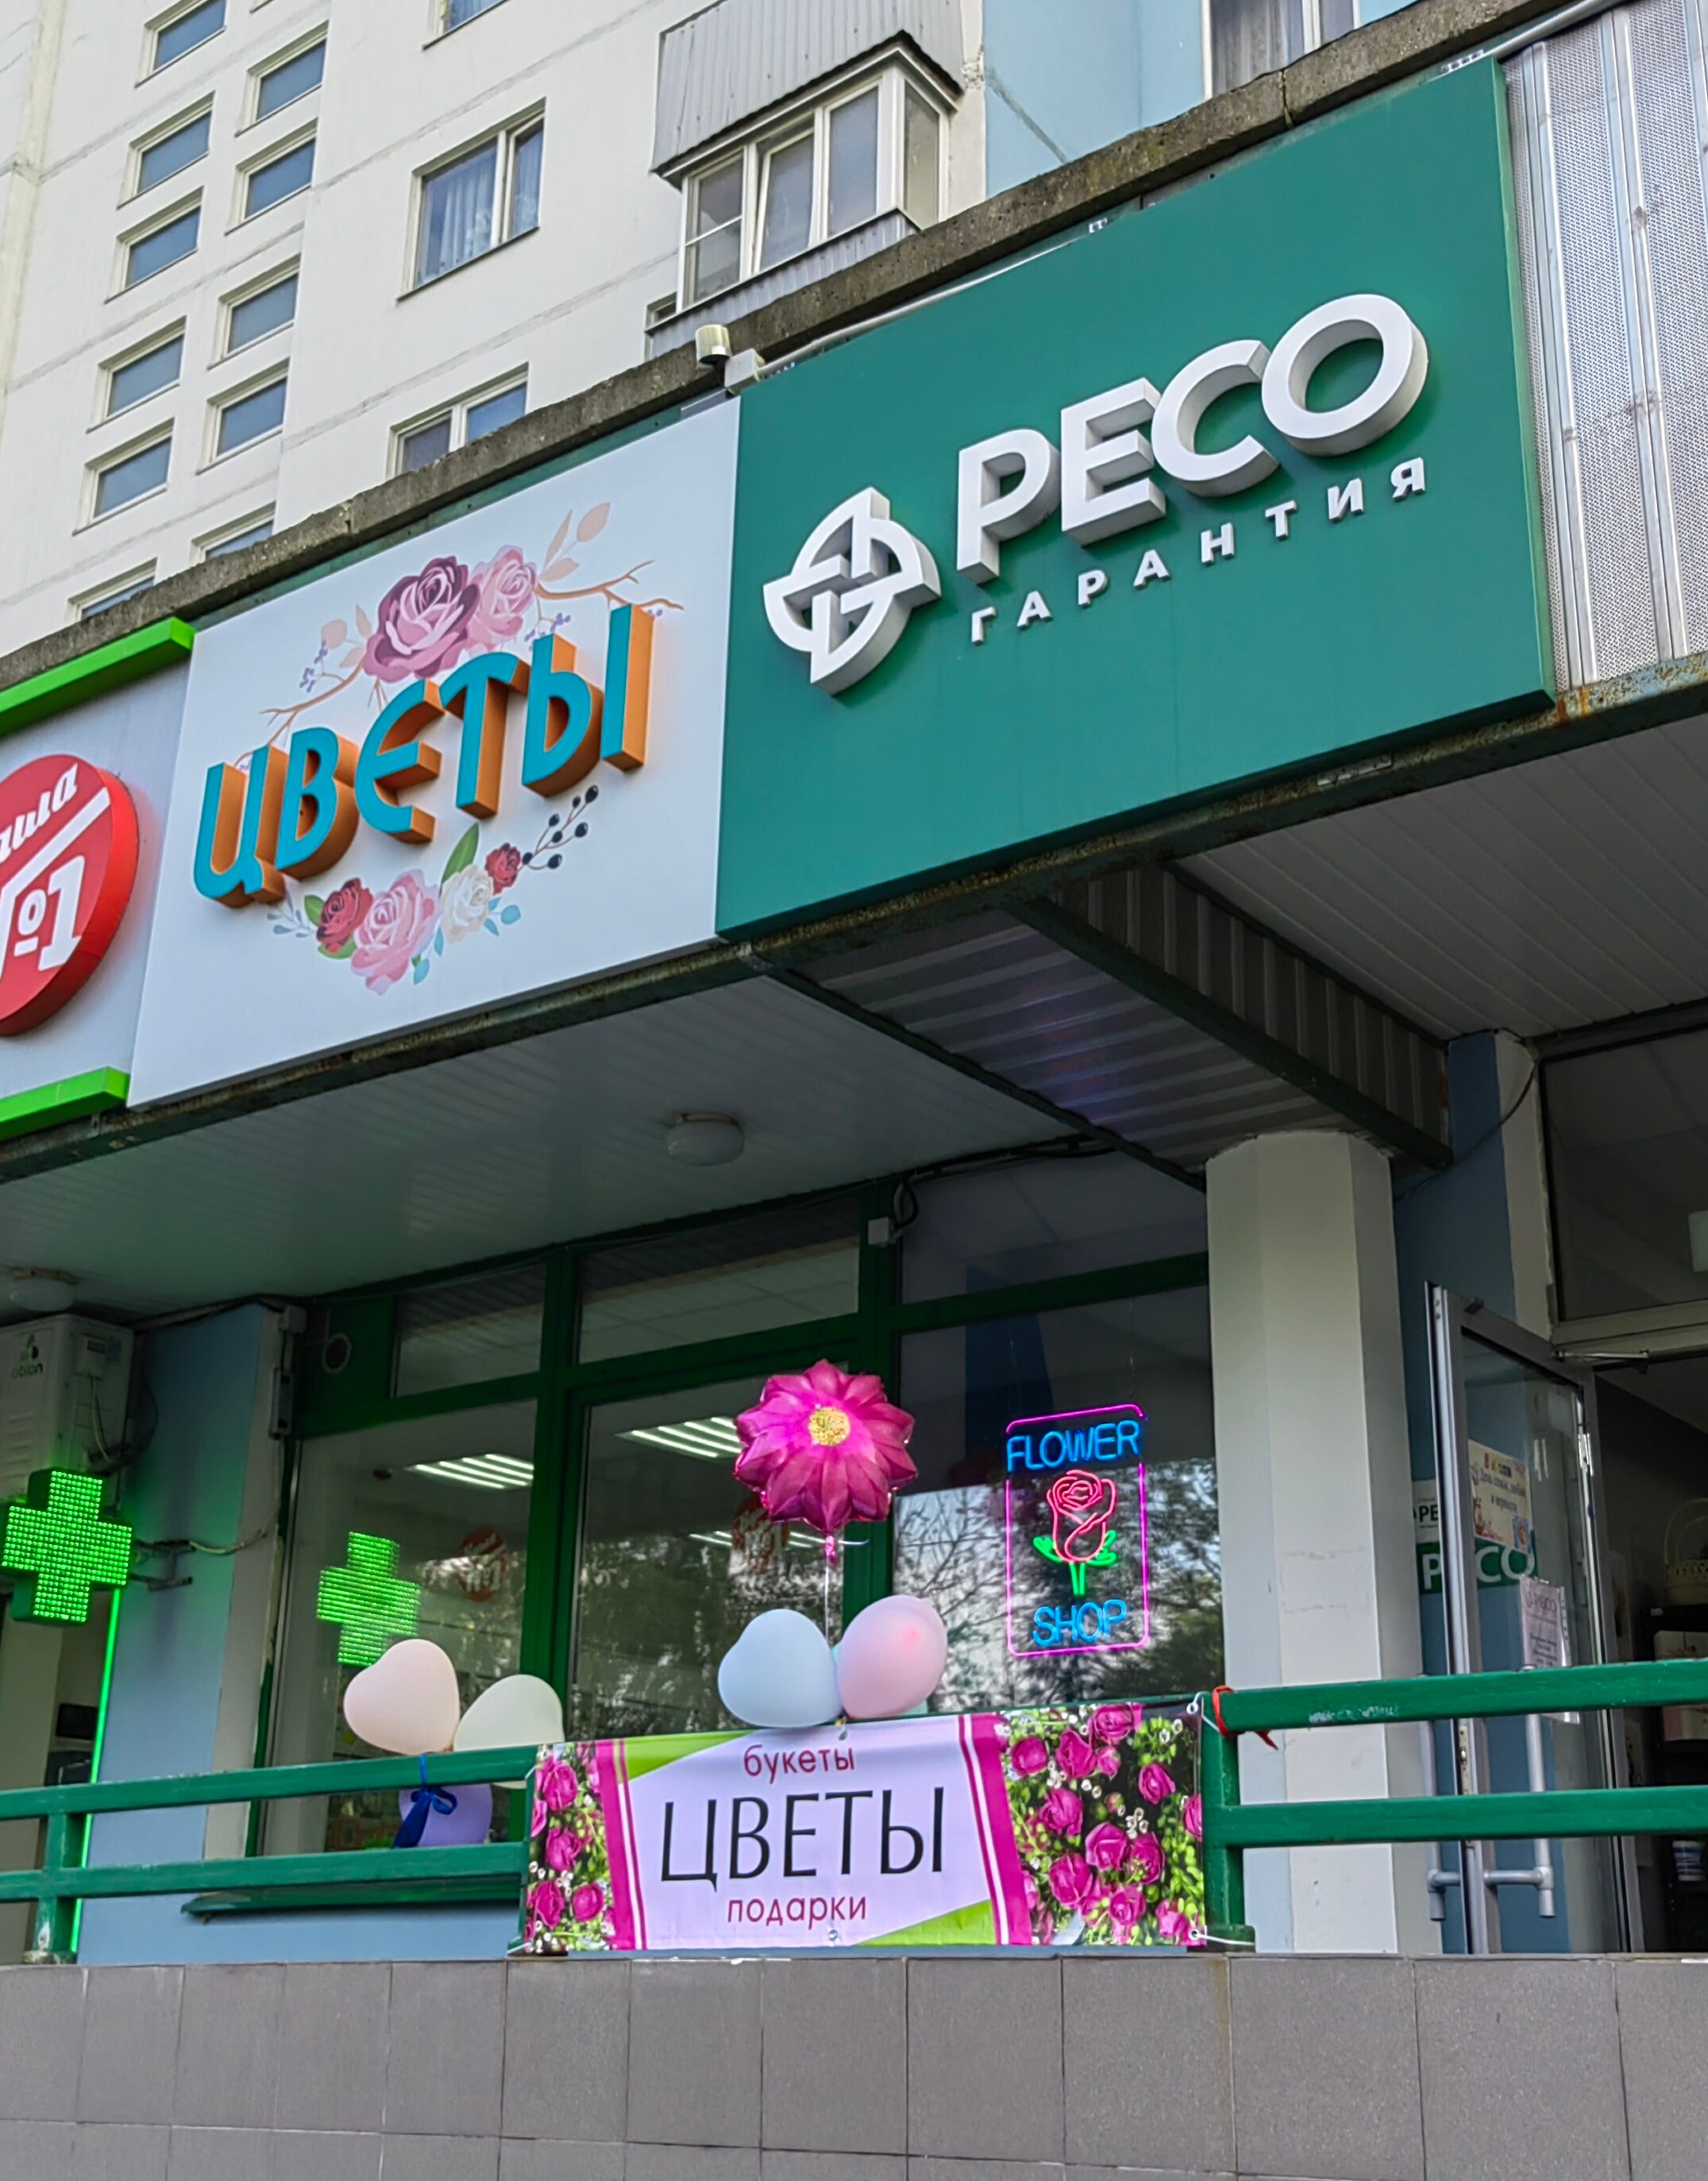 РЕСО
ГАРАНТИЯ
ЦВЕТЫ
№1
FLOWER
SHOP
РЕСО
букеты
ЦВЕТЫ
подарки